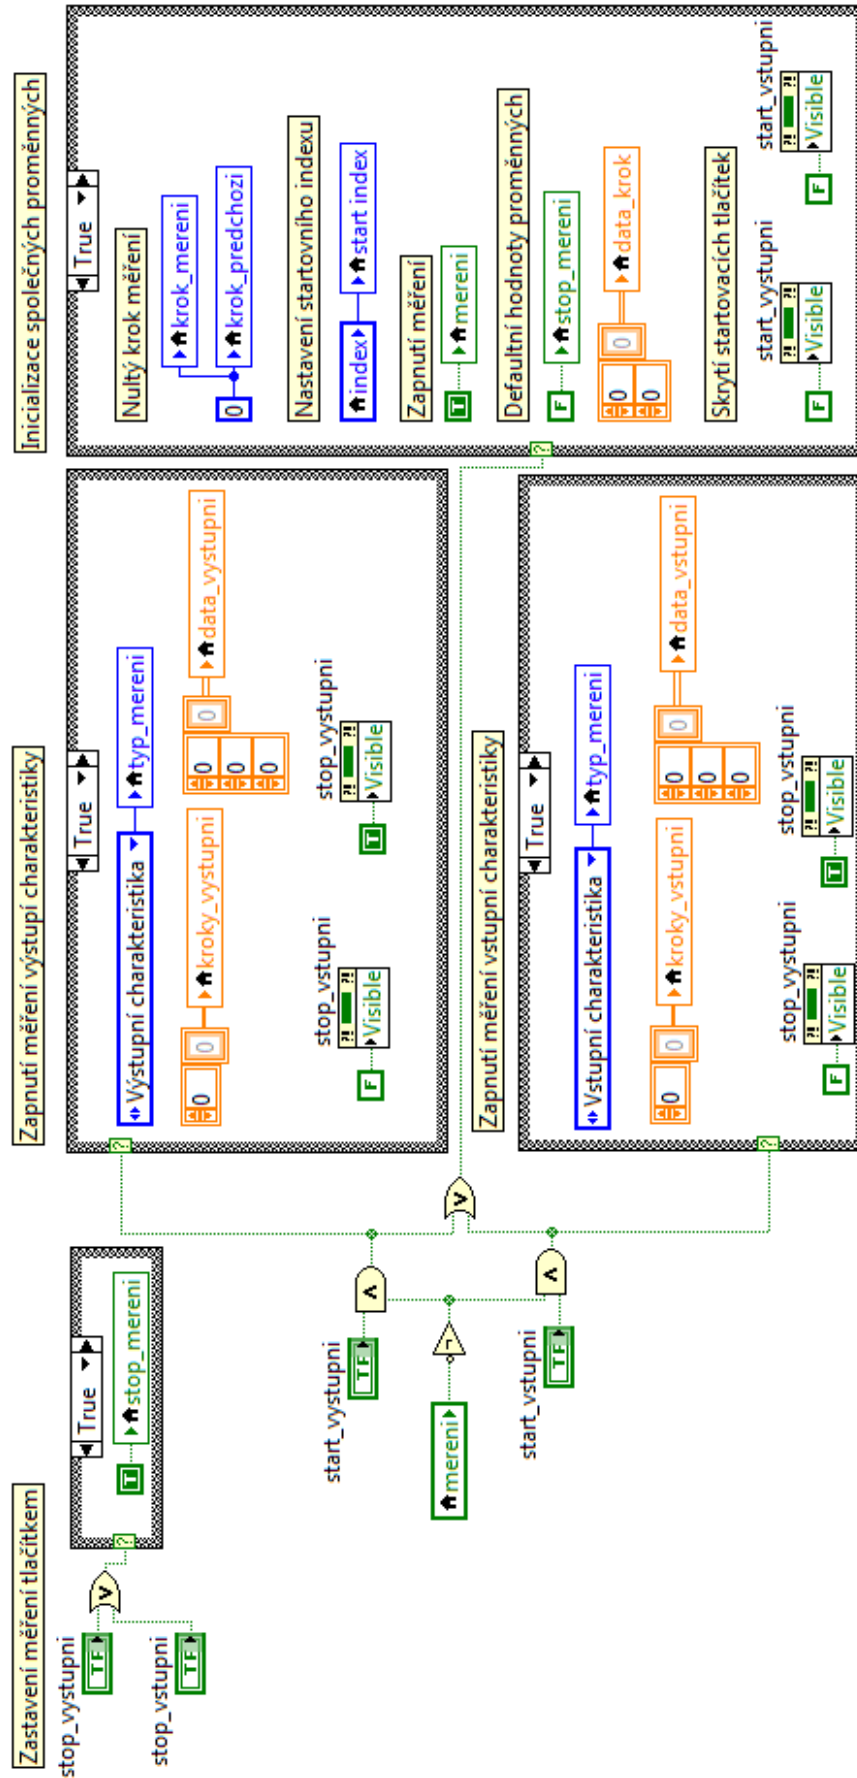 Zastavení měření tlačítkem
stop_vystupni
TF
stop_vstupni
TF
V
?
True
T
stop_mereni
start_vystupni
TF
Λ
mereni
¬
start_vstupni
TF
Λ
V
Zapnutí měření výstupí charakteristiky
?
True
Výstupní charakteristika
typ_mereni
0
0
kroky_vystupni
0
0
0
0
data_vystupni
stop_vstupni
F
?!
?!
Visible
stop_vystupni
T
?!
?!
Visible
Zapnutí měření vstupní charakteristiky
?
True
Vstupní charakteristika
typ_mereni
0
0
kroky_vstupni
0
0
0
0
data_vstupni
stop_vystupni
F
?!
?!
Visible
stop_vstupni
T
?!
?!
Visible
Inicializace společných proměnných
?
True
Nultý krok měření
krok_mereni
0
krok_predchozi
Nastavení startovního indexu
index
start index
Zapnutí měření
T
mereni
Defaultní hodnoty proměnných
F
stop_mereni
0
0
0
data_krok
Skrytí startovacích tlačítek
start_vystupni
F
?!
?!
Visible
start_vstupni
F
?!
?!
Visible